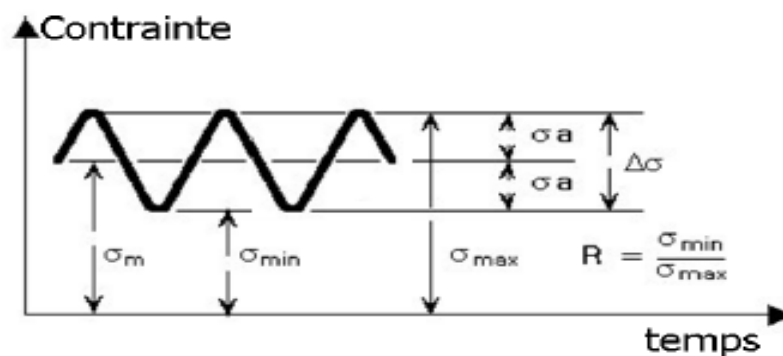 Contrainte
σa
Δσ
σa
σm
σmin
σmax
R = σmin/σmax
temps